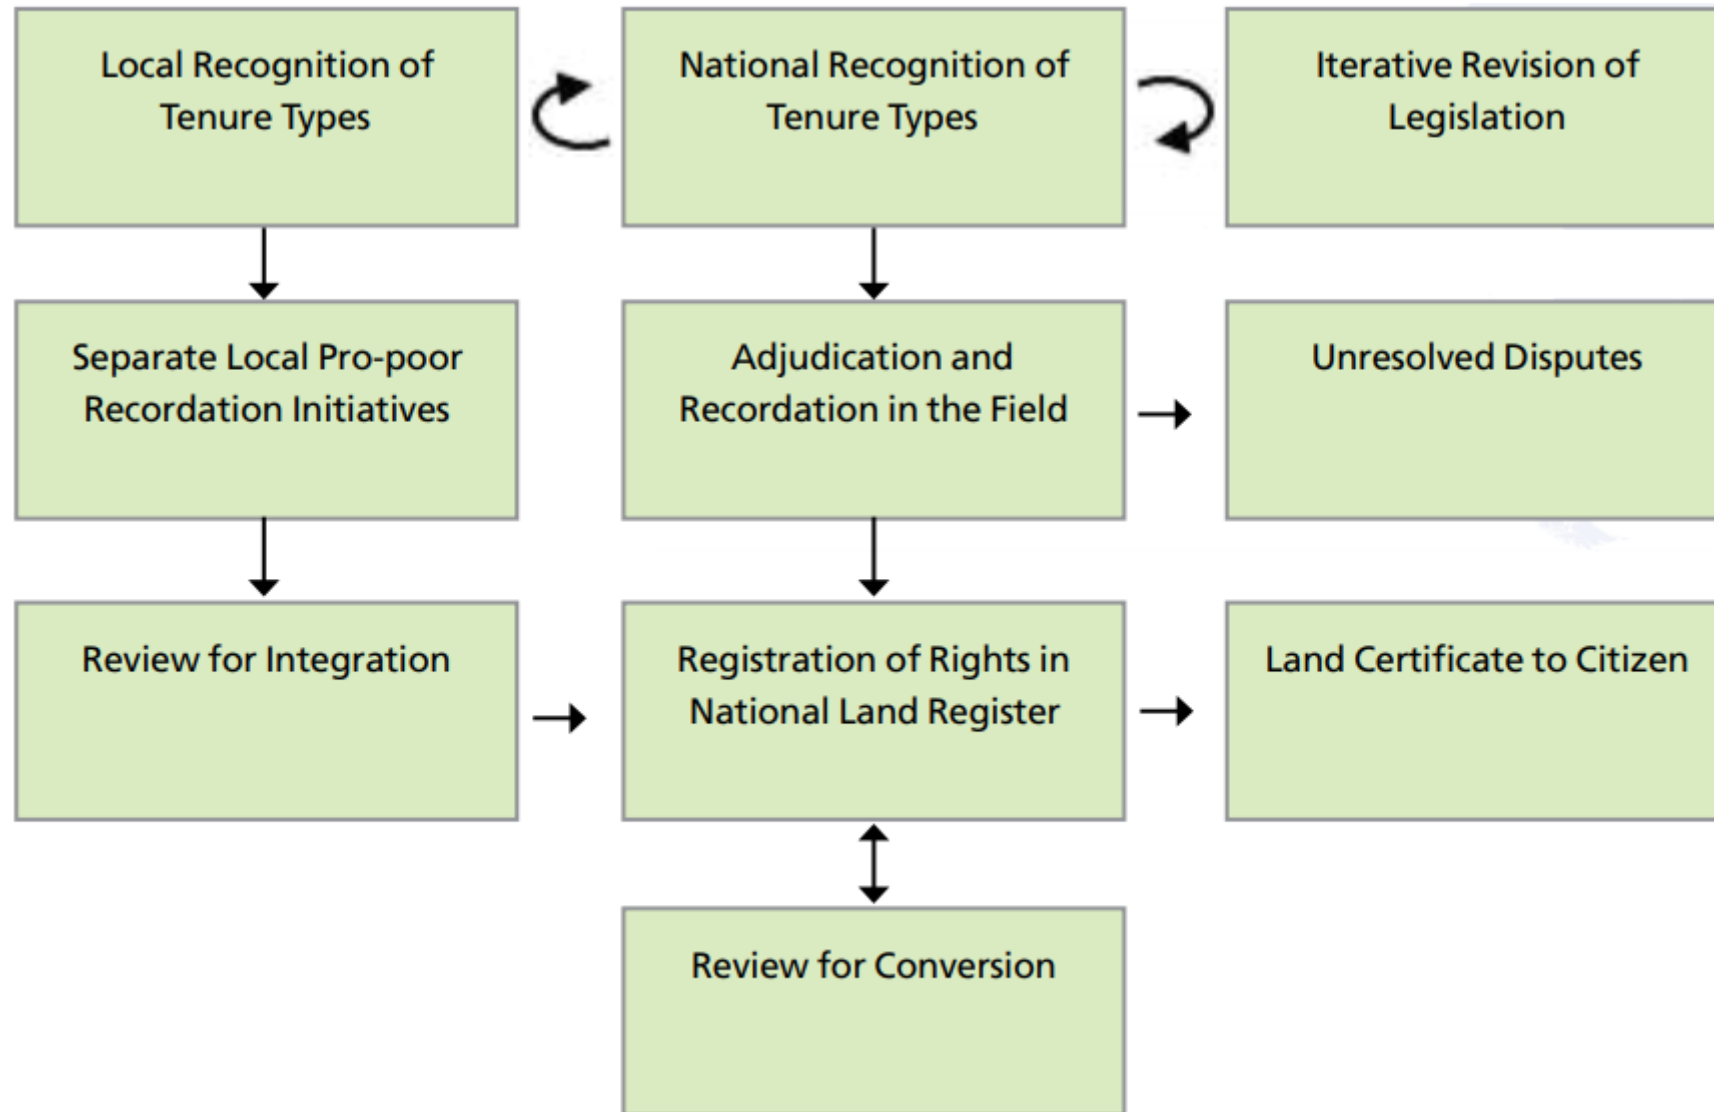 Local Recognition of
Tenure Types
National Recognition of
Tenure Types
Iterative Revision of
Legislation
Separate Local Pro-poor
Recordation Initiatives
Adjudication and
Recordation in the Field
Unresolved Disputes
Review for Integration
Registration of Rights in
National Land Register
Land Certificate to Citizen
Review for Conversion